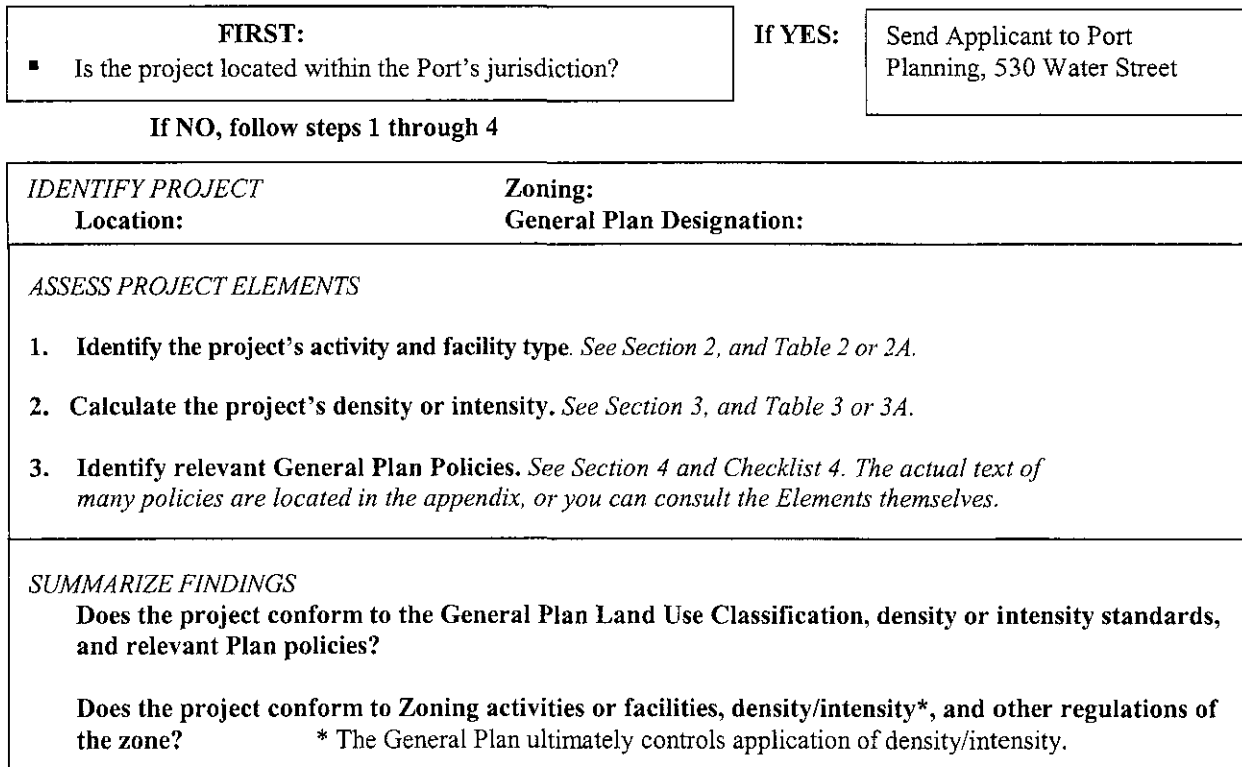 FIRST:
▪ Is the project located within the Port's jurisdiction?
If YES:
Send Applicant to Port
Planning, 530 Water Street
If NO, follow steps 1 through 4
IDENTIFY PROJECT Zoning:
Location: General Plan Designation:
ASSESS PROJECT ELEMENTS
1. Identify the project's activity and facility type. See Section 2, and Table 2 or 2A.
2. Calculate the project's density or intensity. See Section 3, and Table 3 or 3A.
3. Identify relevant General Plan Policies. See Section 4 and Checklist 4. The actual text of
many policies are located in the appendix, or you can consult the Elements themselves.
SUMMARIZE FINDINGS
Does the project conform to the General Plan Land Use Classification, density or intensity standards,
and relevant Plan policies?
Does the project conform to Zoning activities or facilities, density/intensity*, and other regulations of
the zone? * The General Plan ultimately controls application of density/intensity.